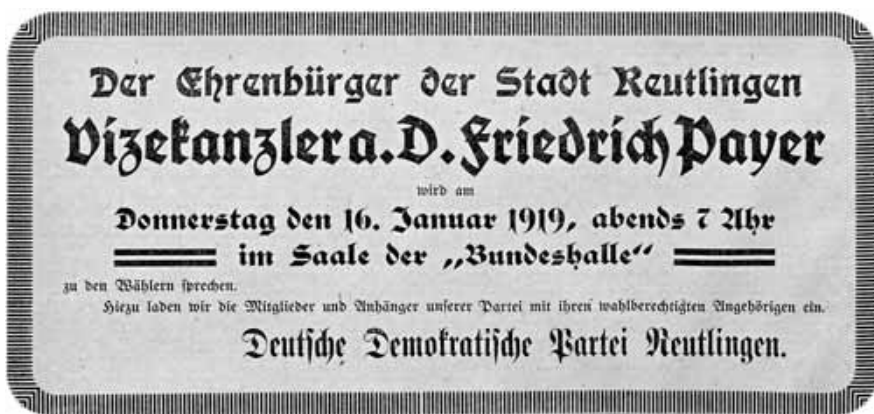 Der Ehrenbürger der Stadt Reutlingen
Vizekanzler a. D. Friedrich Payer
wird am
Donnerstag den 16. Januar 1919, abends 7 Uhr
im Saale der „Bundeshalle“
zu den Wählern sprechen.
Hiezu laden wir die Mitglieder und Anhänger unserer Partei mit ihren wahlberechtigten Angehörigen ein.
Deutsche Demokratische Partei Reutlingen.